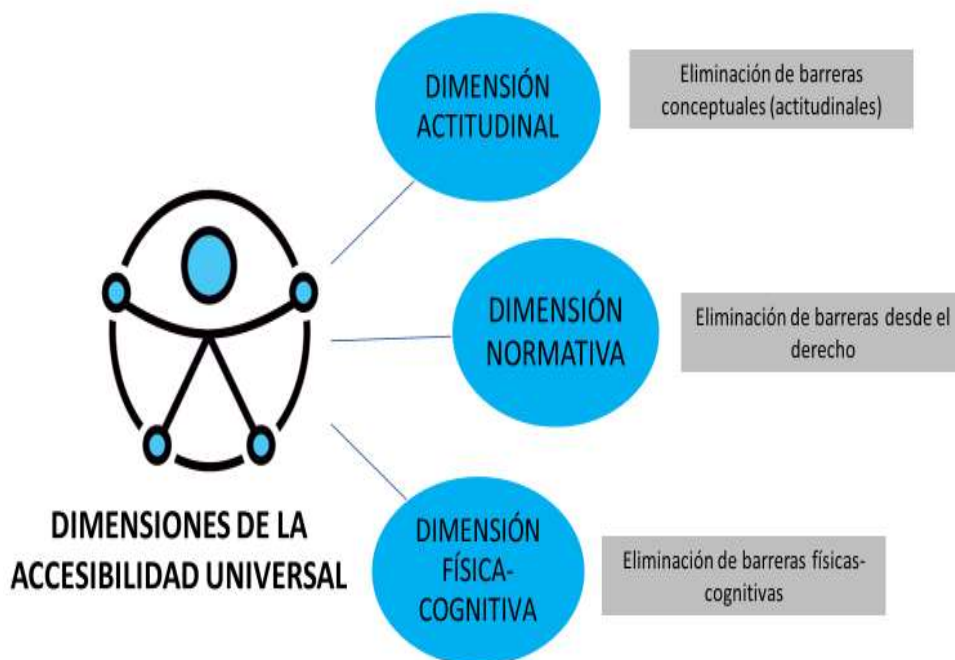 DIMENSIÓN
ACTITUDINAL
Eliminación de barreras
conceptuales (actitudinales)
DIMENSIÓN
NORMATIVA
Eliminación de barreras desde el
derecho
DIMENSIONES DE LA
ACCESIBILIDAD UNIVERSAL
DIMENSIÓN
FÍSICA-
COGNITIVA
Eliminación de barreras físicas-
cognitivas